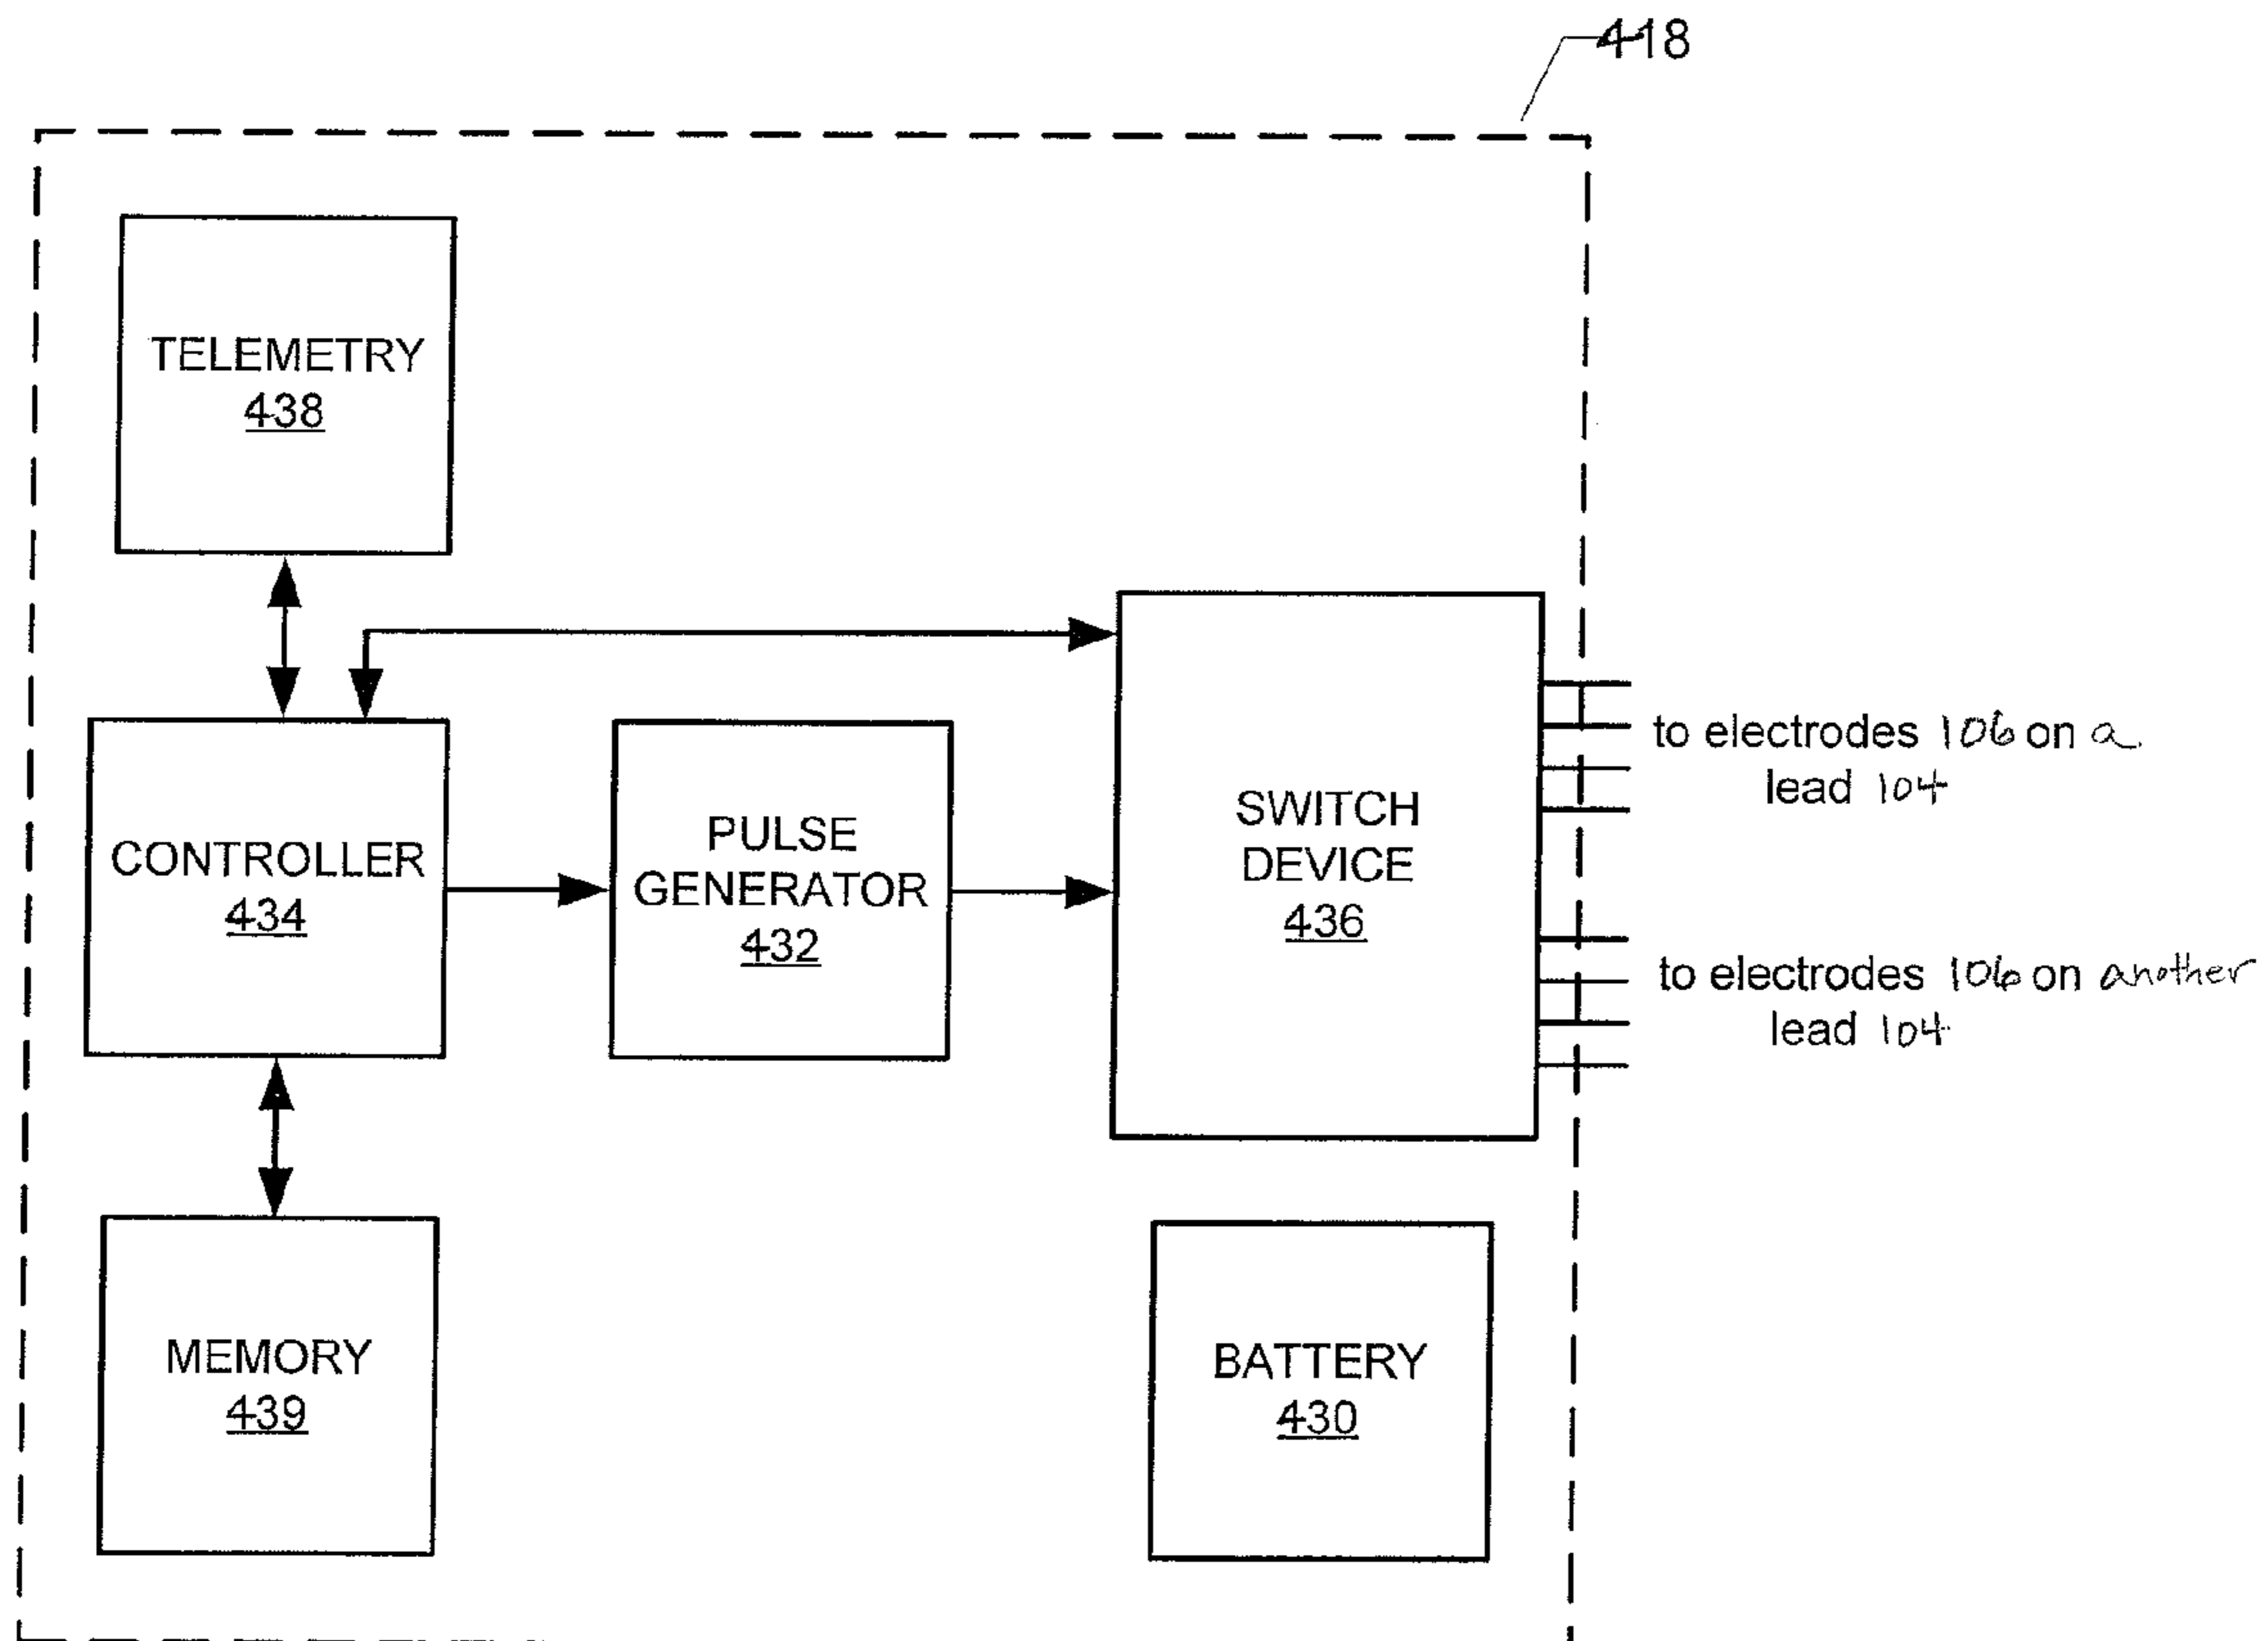 418
TELEMETRY
438
CONTROLLER
434
PULSE
GENERATOR
432
SWITCH
DEVICE
436
to electrodes 106 on a
lead 104
to electrodes 106 on another
lead 104
MEMORY
439
BATTERY
430